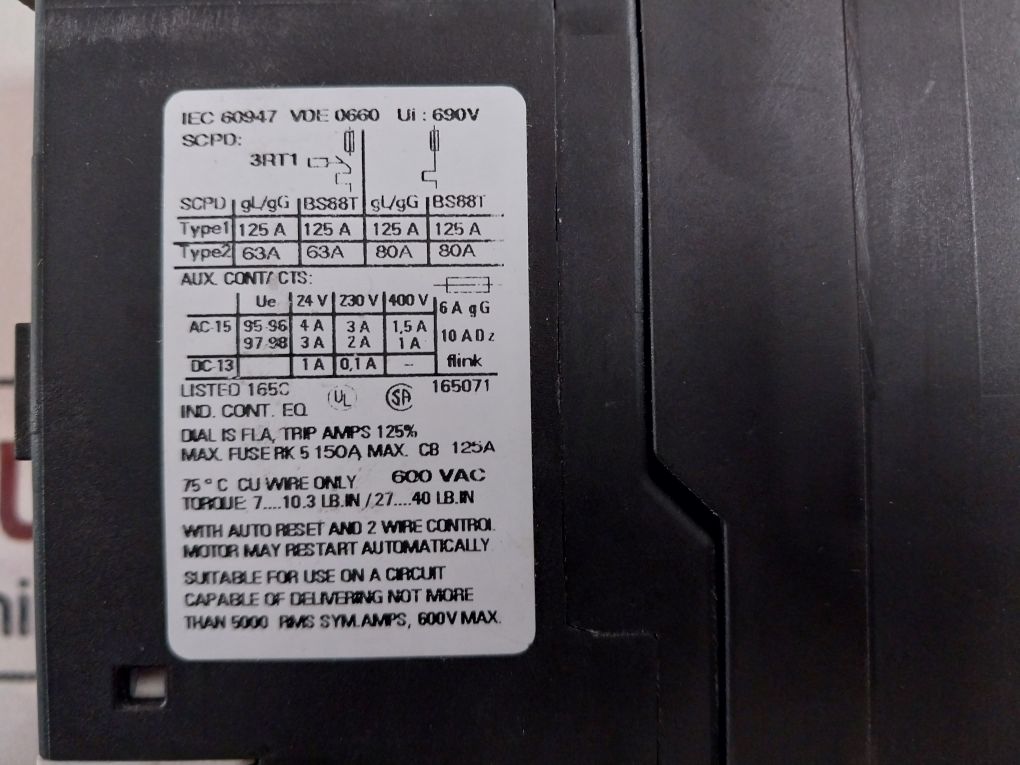 IEC 60947 VDE 0660 Ui : 690V
SCPD:
3RT1
SCPD gL/gG BS88T gL/gG BS88T
Type1 125 A 125 A 125 A 125 A
Type2 63A 63A 80A 80A
AUX. CONTACTS:
Ue 24 V 230 V 400 V 6 A gG
AC-15 95-96 4 A 3 A 1,5 A
97-98 3 A 2 A 1 A 10 A Dz
DC-13 1 A 0,1 A – flink
LISTED 165C UL SA 165071
IND. CONT. EQ
DIAL IS FLA, TRIP AMPS 125%
MAX. FUSE RK 5 150A, MAX. CB 125A
75°C CU WIRE ONLY 600 VAC
TORQUE 7....10.3 LB.IN / 27....40 LB.IN
WITH AUTO RESET AND 2 WIRE CONTROL
MOTOR MAY RESTART AUTOMATICALLY
SUITABLE FOR USE ON A CIRCUIT
CAPABLE OF DELIVERING NOT MORE
THAN 5000 RMS SYM.AMPS, 600V MAX.